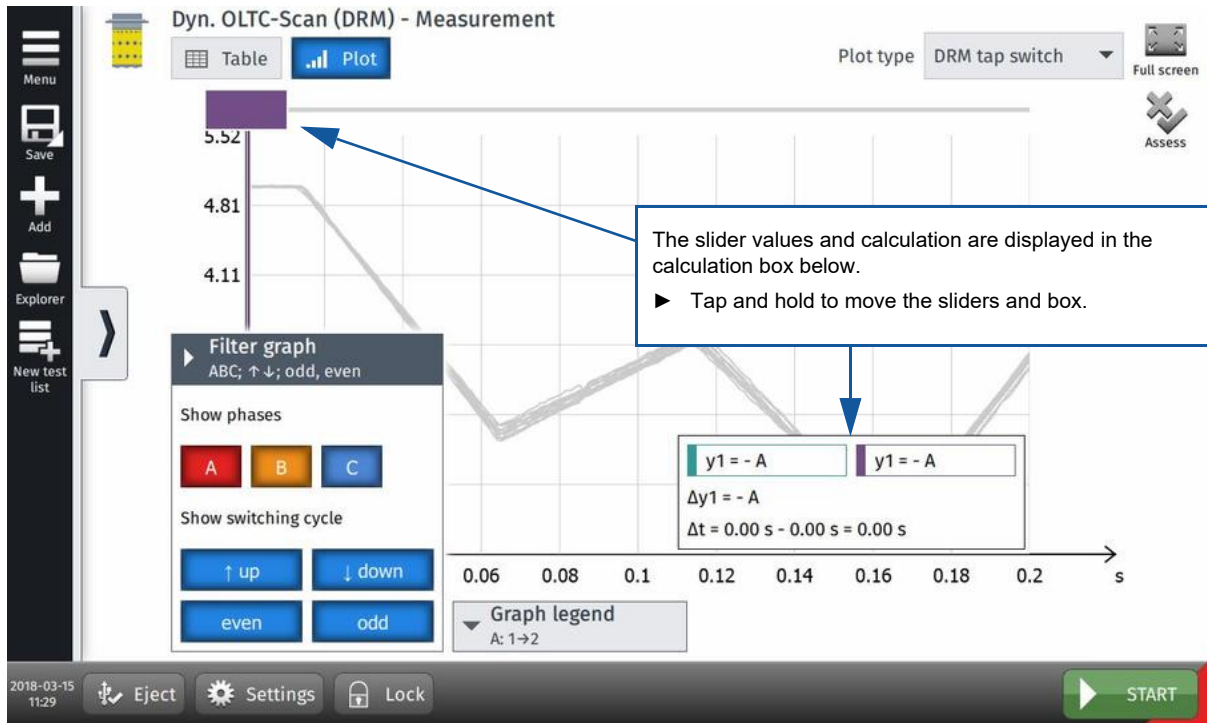 Dyn. OLTC-Scan (DRM) - Measurement
Menu
Table
Plot
Plot type
DRM tap switch
Full screen
Save
Assess
5.52
4.81
4.11
The slider values and calculation are displayed in the
calculation box below.
► Tap and hold to move the sliders and box.
Add
Explorer
New test
list
Filter graph
ABC; ↑↓; odd, even
Show phases
A
B
C
Show switching cycle
↑ up
↓ down
even
odd
y1 = - A
y1 = - A
Δy1 = - A
Δt = 0.00 s - 0.00 s = 0.00 s
0.06
0.08
0.1
0.12
0.14
0.16
0.18
0.2
s
Graph legend
A: 1→2
2018-03-15
11:29
Eject
Settings
Lock
START